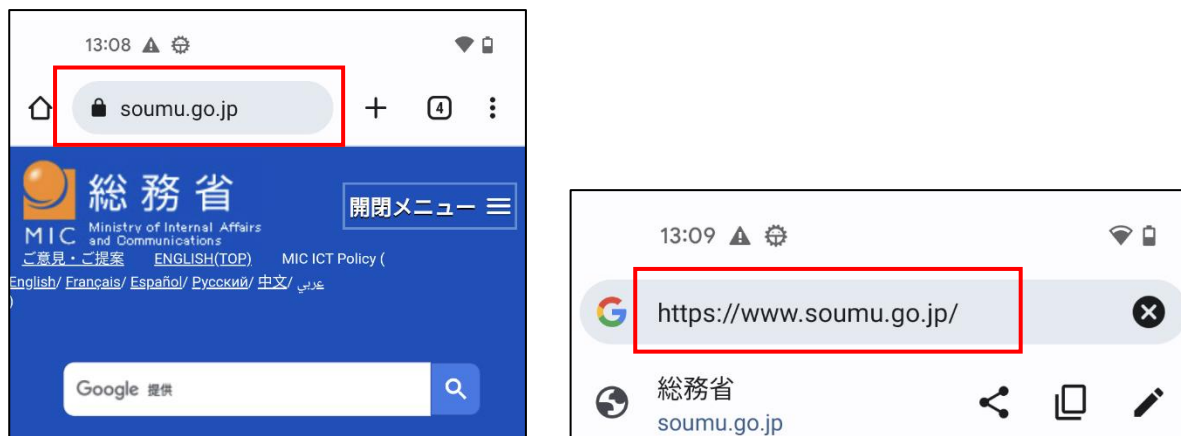 13:08
soumu.go.jp
4
総務省
MIC
Ministry of Internal Affairs
and Communications
開閉メニュー
ご意見・ご提案 ENGLISH(TOP) MIC ICT Policy (
English/ Français/ Español/ Русский/ 中文/ عربي
)
Google 提供
13:09
G
https://www.soumu.go.jp/
総務省
soumu.go.jp